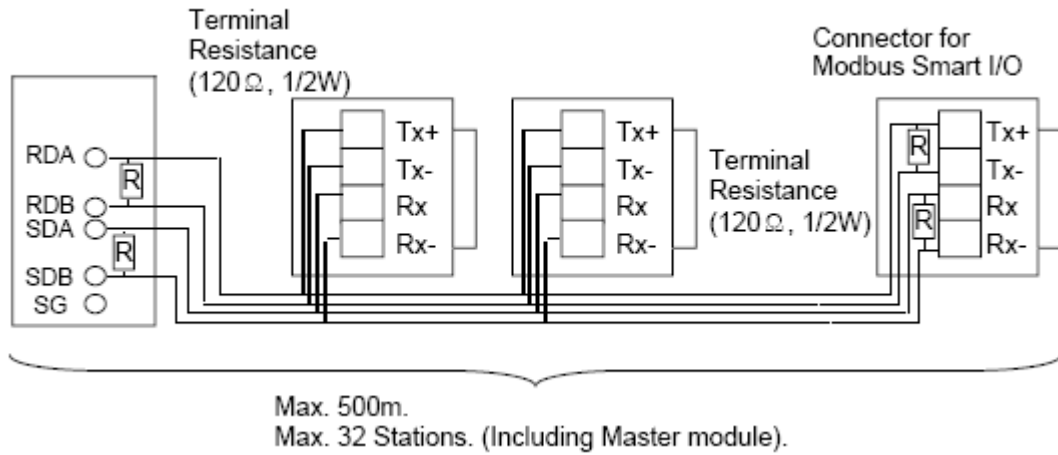 Terminal
Resistance
(120Ω, 1/2W)
Connector for
Modbus Smart I/O
RDA
R
RDB
SDA
R
SDB
SG
Tx+
Tx-
Rx
Rx-
Tx+
Tx-
Rx
Rx-
Terminal
Resistance
(120Ω, 1/2W)
R
R
Tx+
Tx-
Rx
Rx-
Max. 500m.
Max. 32 Stations. (Including Master module).